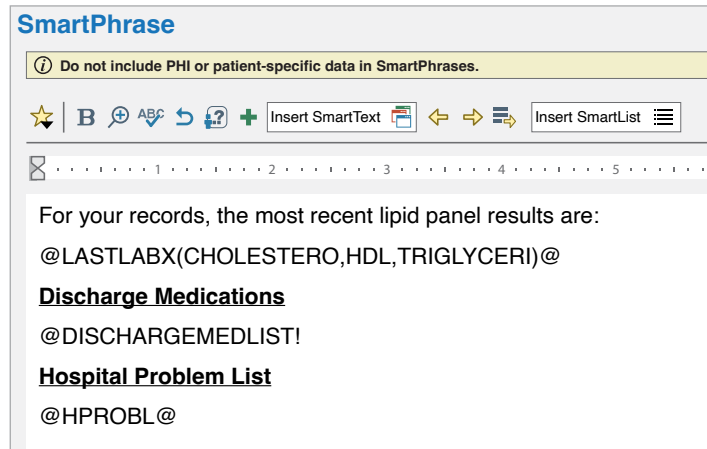 SmartPhrase
i Do not include PHI or patient-specific data in SmartPhrases.
B ABC ? Insert SmartText Insert SmartList
1 2 3 4 5
For your records, the most recent lipid panel results are:
@LASTLABX(CHOLESTERO,HDL,TRIGLYCERI)@
Discharge Medications
@DISCHARGEMEDLIST!
Hospital Problem List
@HPROBL@